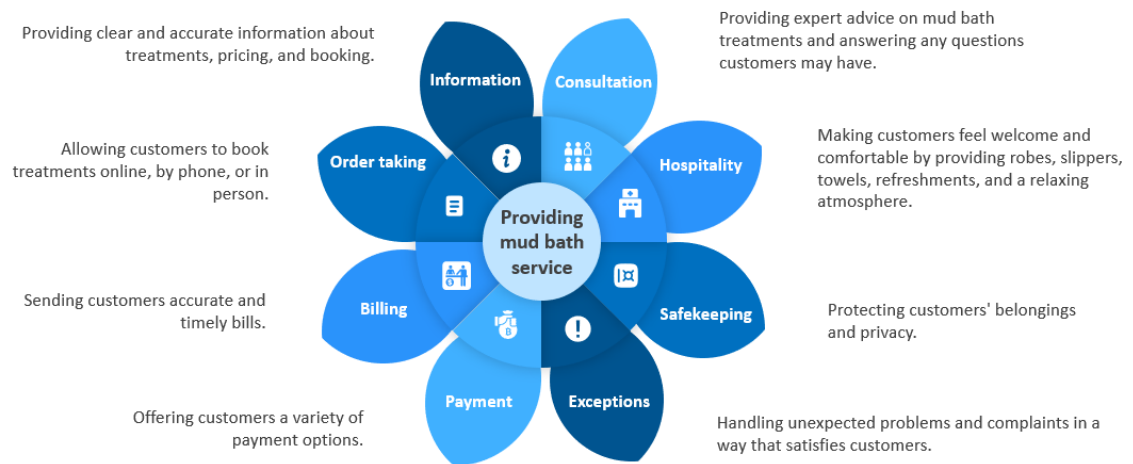 Providing clear and accurate information about
treatments, pricing, and booking.
Information
Consultation
Providing expert advice on mud bath
treatments and answering any questions
customers may have.
Allowing customers to book
treatments online, by phone, or in
person.
Order taking
Hospitality
Making customers feel welcome and
comfortable by providing robes, slippers,
towels, refreshments, and a relaxing
atmosphere.
Providing
mud bath
service
Sending customers accurate and
timely bills.
Billing
Safekeeping
Protecting customers' belongings
and privacy.
Offering customers a variety of
payment options.
Payment
Exceptions
Handling unexpected problems and complaints in a
way that satisfies customers.